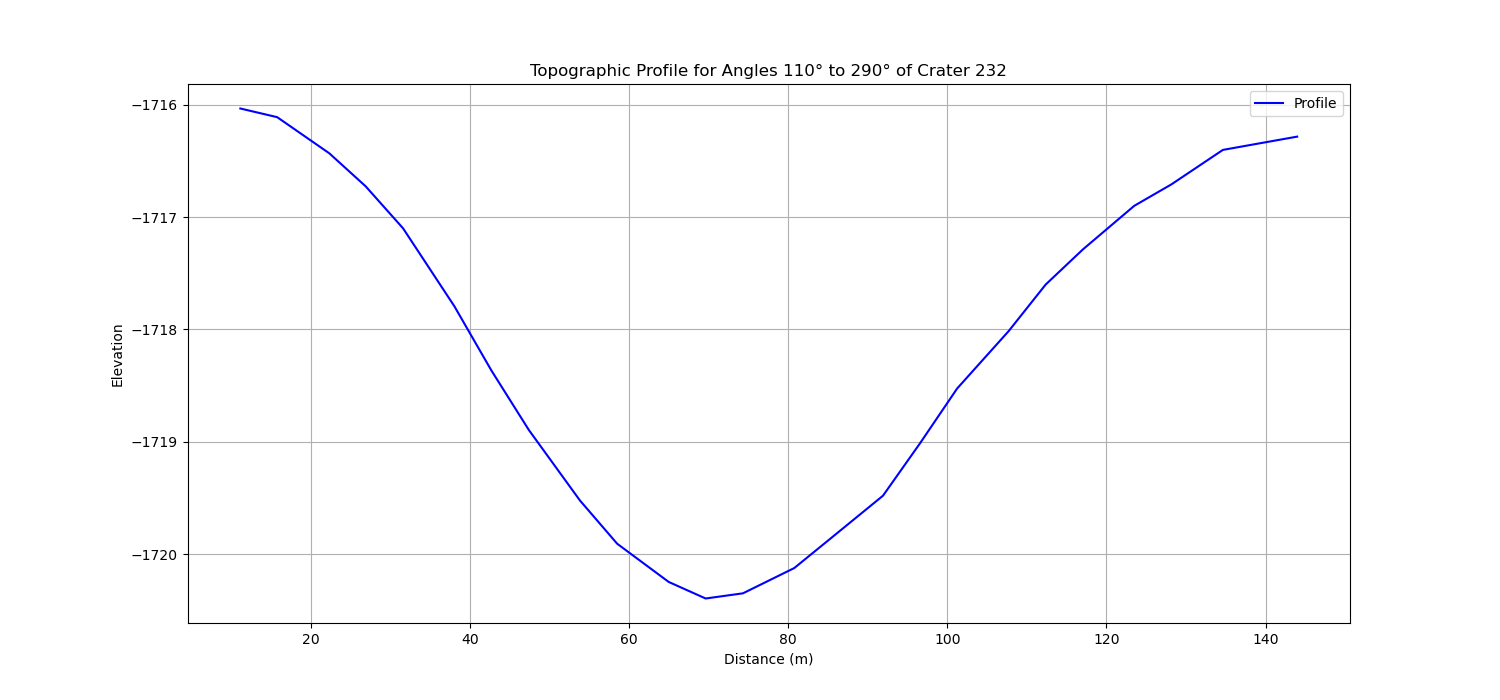 Topographic Profile for Angles 110° to 290° of Crater 232
Profile
Elevation
−1716
−1717
−1718
−1719
−1720
20 40 60 80 100 120 140
Distance (m)